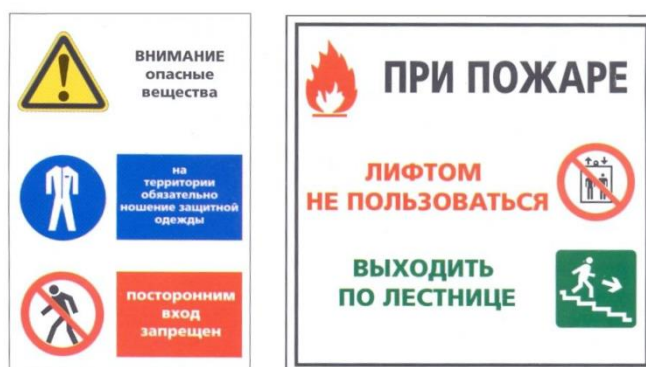 ВНИМАНИЕ
опасные
вещества
на
территории
обязательно
ношение защитной
одежды
посторонним
вход
запрещен
ПРИ ПОЖАРЕ
ЛИФТОМ
НЕ ПОЛЬЗОВАТЬСЯ
ВЫХОДИТЬ
ПО ЛЕСТНИЦЕ